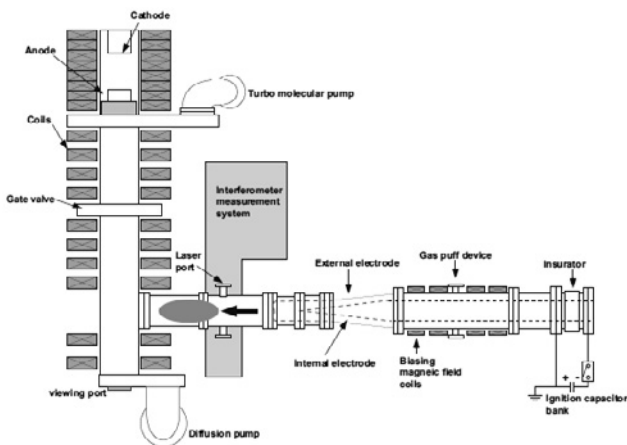 Cathode
Anode
Turbo molecular pump
Coils
Interferometer
measurement
system
Gate valve
Laser
port
External electrode
Gas puff device
Insurator
Internal electrode
Biasing
magneic field
coils
+ -
Ignition capacitor
bank
viewing port
Diffusion pump